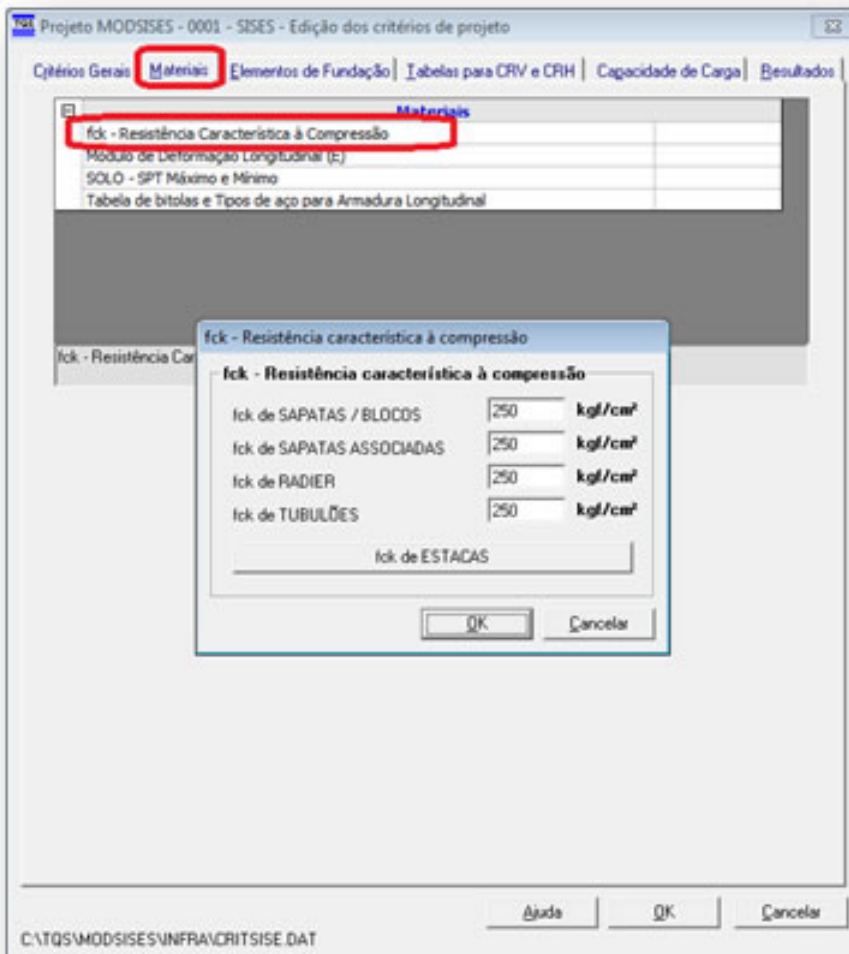 TQS Projeto MODSISES - 0001 - SISES - Edição dos critérios de projeto
Critérios Gerais | Materiais | Elementos de Fundação | Tabelas para CRV e CRH | Capacidade de Carga | Resultados
Materiais
fck - Resistência Característica à Compressão
Módulo de Deformação Longitudinal (E)
SOLO - SPT Máximo e Mínimo
Tabela de bitolas e Tipos de aço para Armadura Longitudinal
fck - Resistência Car
fck - Resistência característica à compressão
fck - Resistência característica à compressão
fck de SAPATAS / BLOCOS 250 kgf/cm²
fck de SAPATAS ASSOCIADAS 250 kgf/cm²
fck de RADIER 250 kgf/cm²
fck de TUBULÕES 250 kgf/cm²
fck de ESTACAS
OK Cancelar
Ajuda OK Cancelar
C:\TQS\MODSISES\INFRA\CRITSISE.DAT